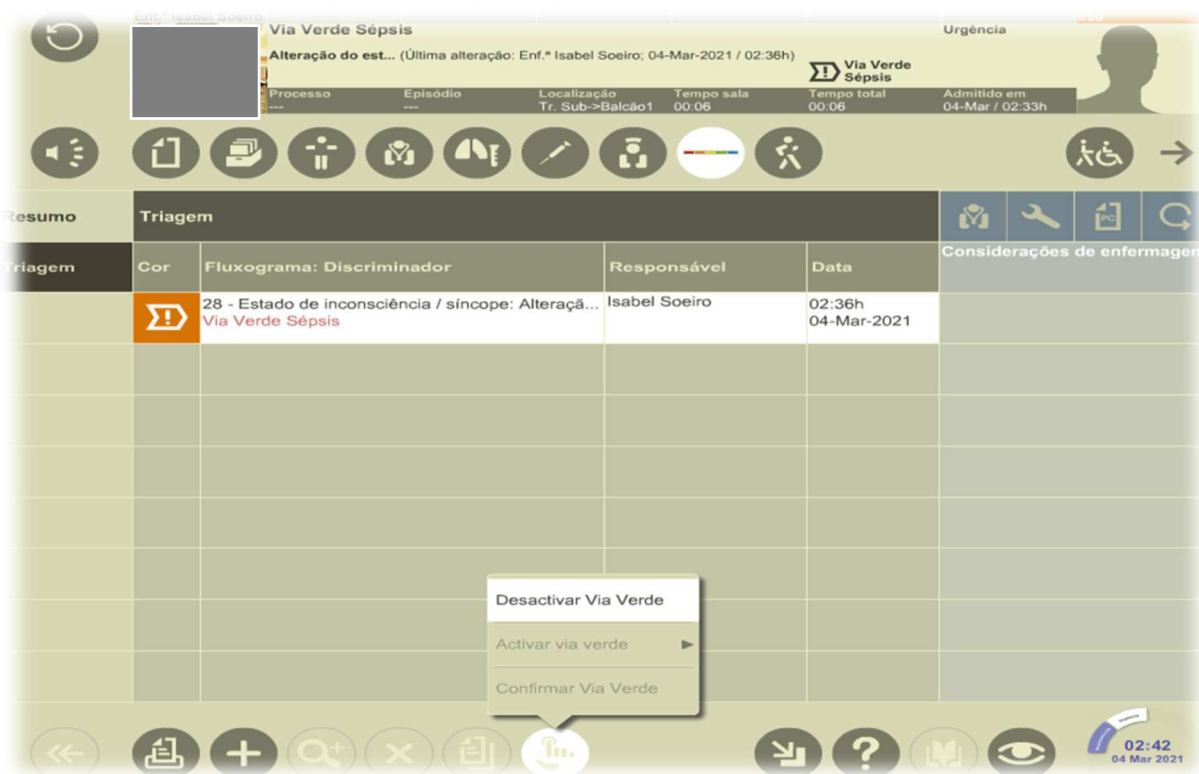 Enf.ª Isabel Soeiro
Via Verde Sépsis
Urgência
Alteração do est... (Última alteração: Enf.ª Isabel Soeiro; 04-Mar-2021 / 02:36h)
Via Verde
Sépsis
Processo Episódio Localização Tempo sala Tempo total Admitido em
--- --- Tr. Sub->Balcão1 00:06 00:06 04-Mar / 02:33h
Resumo Triagem
PC
Triagem Cor Fluxograma: Discriminador Responsável Data Considerações de enfermagem
28 - Estado de inconsciência / síncope: Alteraçã... Isabel Soeiro 02:36h
Via Verde Sépsis 04-Mar-2021
Desactivar Via Verde
Activar via verde
Confirmar Via Verde
02:42
04 Mar 2021